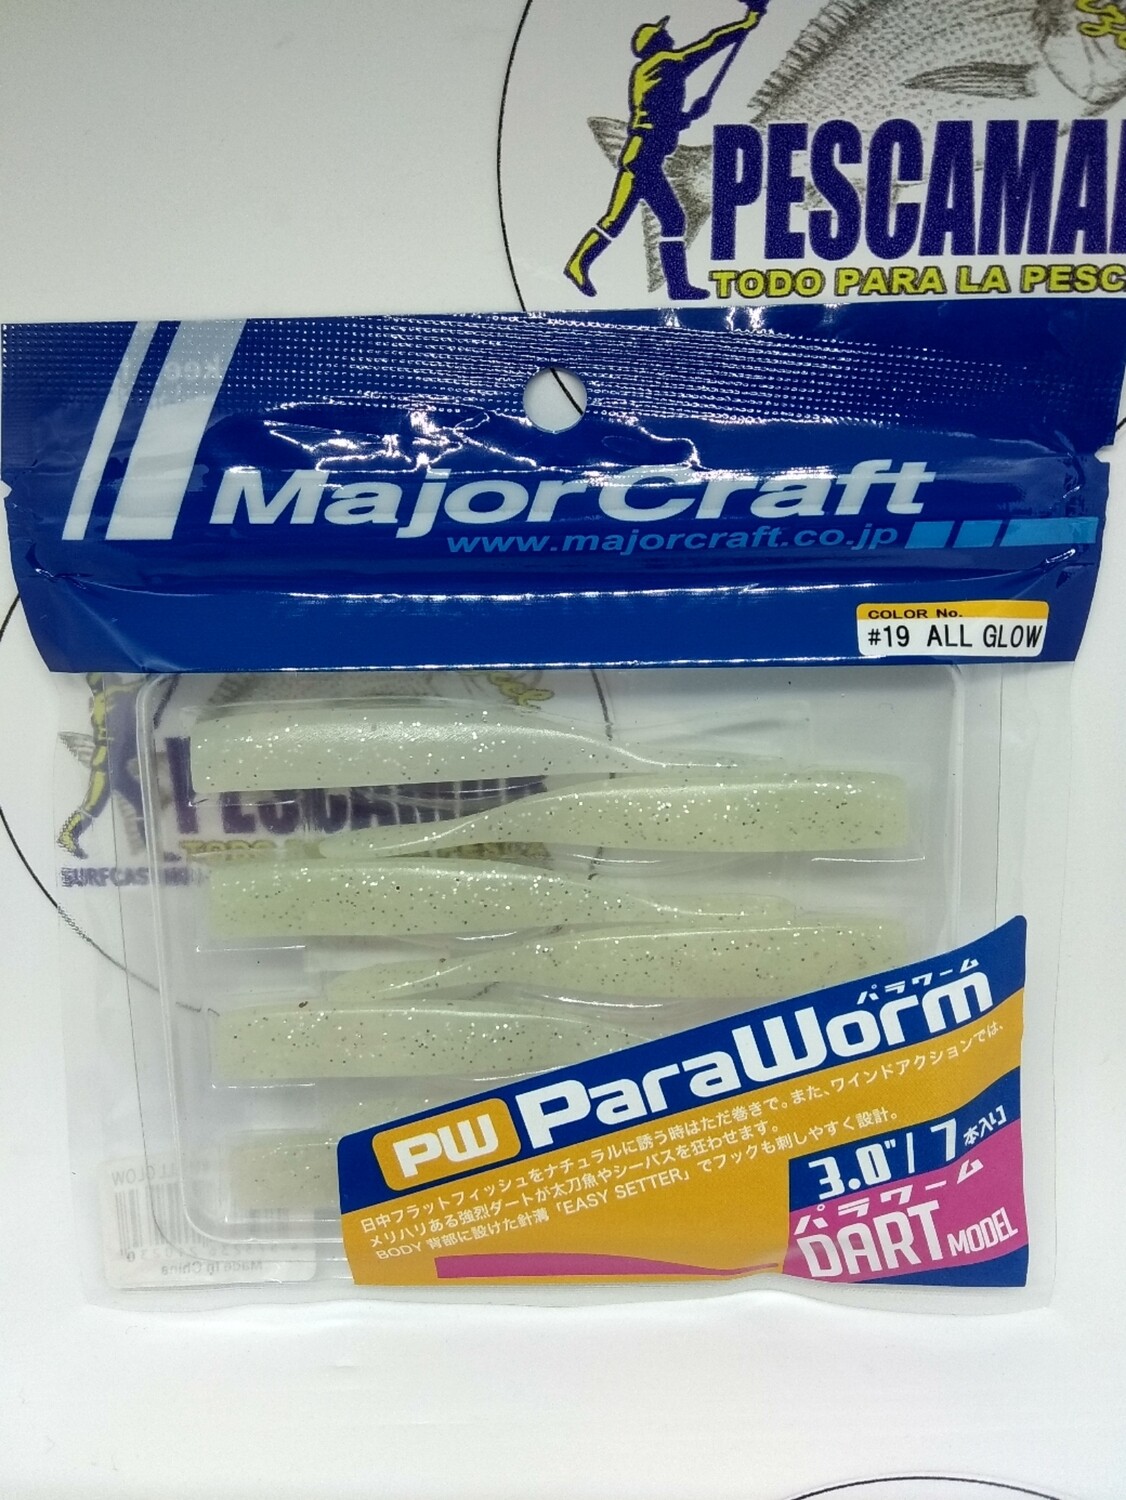 PESCAMA
TODO PARA LA PESC
Major Craft
www.majorcraft.co.jp
COLOR No.
#19 ALL GLOW
SURFCAS
パラワーム
PW ParaWorm
日中フラットフィッシュをナチュラルに誘う時はただ巻きで。また、ワインドアクションでは、
メリハリある強烈ダートが太刀魚やシーバスを狂わせます。
BODY 背部に設けた針溝「EASY SETTER」でフックも刺しやすく設計。
3.0"/7本入り
パラワーム
DART MODEL
Made In China